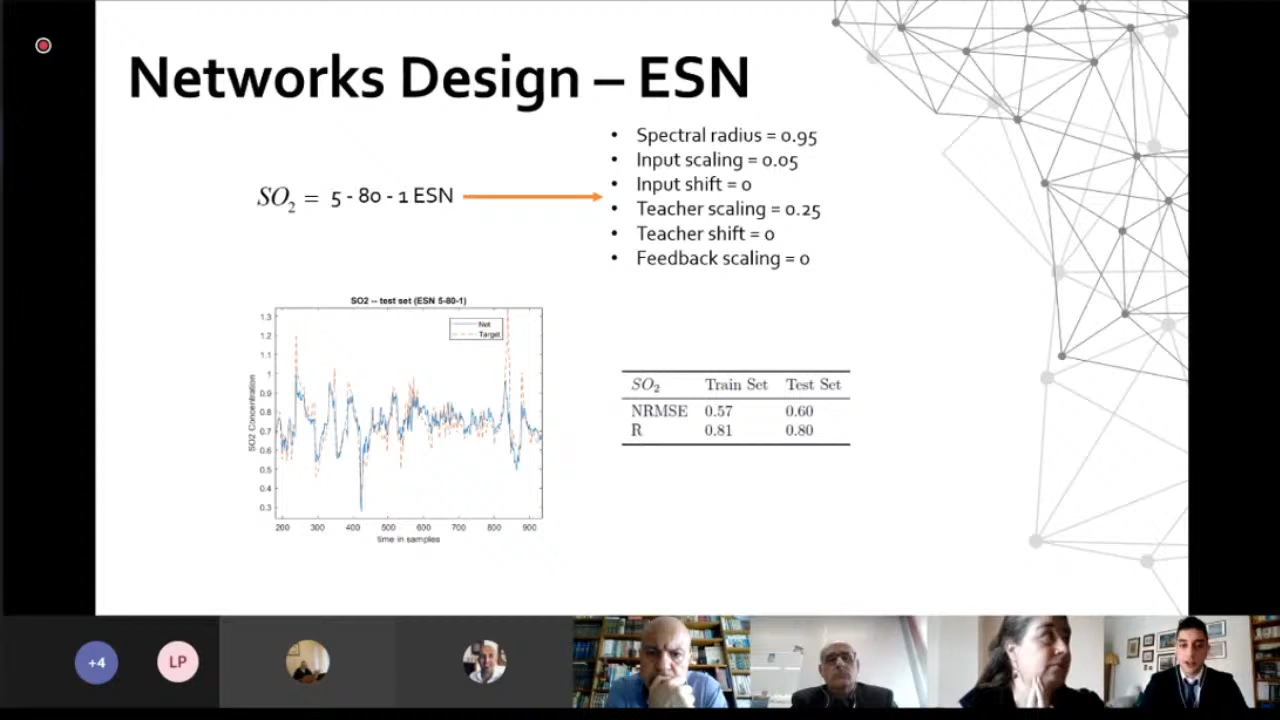 Networks Design – ESN
• Spectral radius = 0.95
• Input scaling = 0.05
• Input shift = 0
• Teacher scaling = 0.25
• Teacher shift = 0
• Feedback scaling = 0
SO₂ = 5 - 80 - 1 ESN
SO2 -- test set (ESN 5-80-1)
Net
Target
SO2 Concentration
1.3
1.2
1.1
1
0.9
0.8
0.7
0.6
0.5
0.4
0.3
200 300 400 500 600 700 800 900
time in samples
SO₂ Train Set Test Set
NRMSE 0.57 0.60
R 0.81 0.80
+4 LP